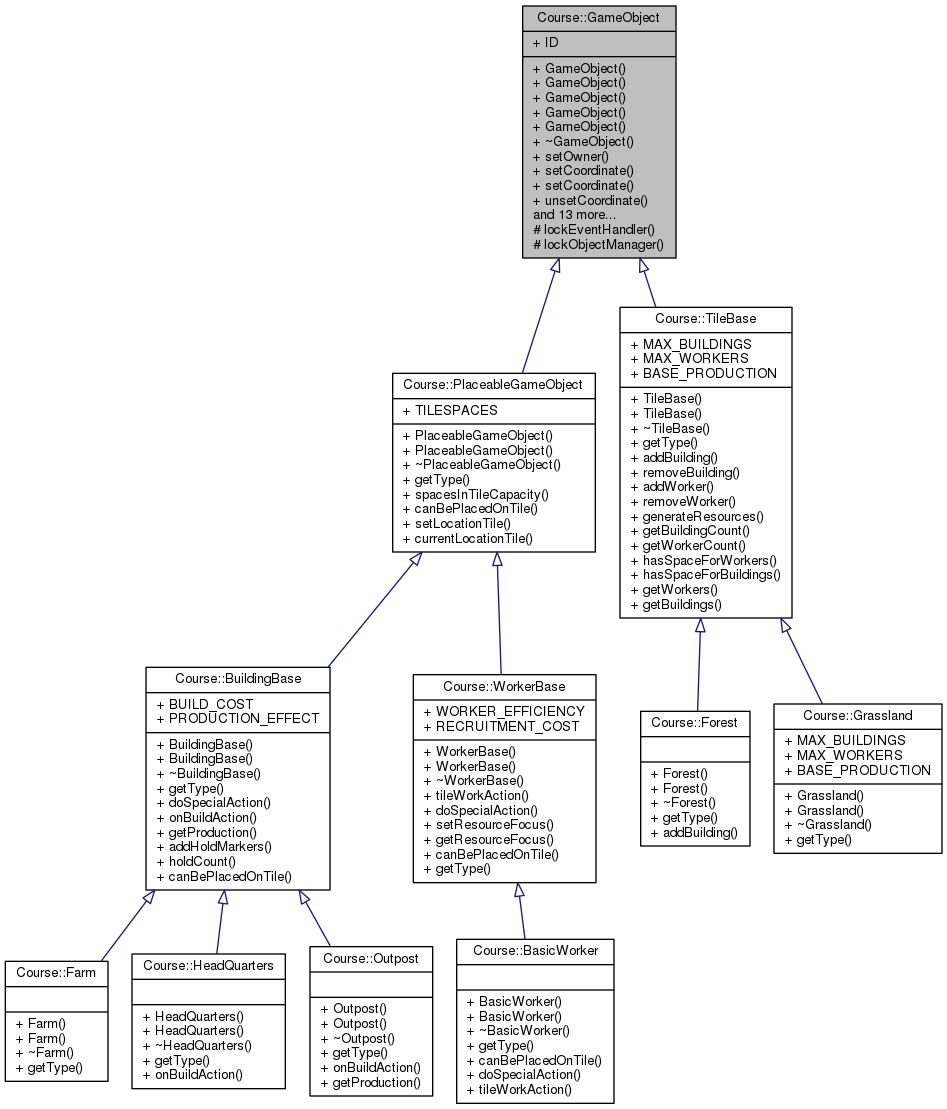 Course::GameObject
+ ID
+ GameObject()
+ GameObject()
+ GameObject()
+ GameObject()
+ GameObject()
+ ~GameObject()
+ setOwner()
+ setCoordinate()
+ setCoordinate()
+ unsetCoordinate()
and 13 more...
# lockEventHandler()
# lockObjectManager()
Course::PlaceableGameObject
+ TILESPACES
+ PlaceableGameObject()
+ PlaceableGameObject()
+ ~PlaceableGameObject()
+ getType()
+ spacesInTileCapacity()
+ canBePlacedOnTile()
+ setLocationTile()
+ currentLocationTile()
Course::TileBase
+ MAX_BUILDINGS
+ MAX_WORKERS
+ BASE_PRODUCTION
+ TileBase()
+ TileBase()
+ ~TileBase()
+ getType()
+ addBuilding()
+ removeBuilding()
+ addWorker()
+ removeWorker()
+ generateResources()
+ getBuildingCount()
+ getWorkerCount()
+ hasSpaceForWorkers()
+ hasSpaceForBuildings()
+ getWorkers()
+ getBuildings()
Course::BuildingBase
+ BUILD_COST
+ PRODUCTION_EFFECT
+ BuildingBase()
+ BuildingBase()
+ ~BuildingBase()
+ getType()
+ doSpecialAction()
+ onBuildAction()
+ getProduction()
+ addHoldMarkers()
+ holdCount()
+ canBePlacedOnTile()
Course::WorkerBase
+ WORKER_EFFICIENCY
+ RECRUITMENT_COST
+ WorkerBase()
+ WorkerBase()
+ ~WorkerBase()
+ tileWorkAction()
+ doSpecialAction()
+ setResourceFocus()
+ getResourceFocus()
+ canBePlacedOnTile()
+ getType()
Course::Forest
+ Forest()
+ Forest()
+ ~Forest()
+ getType()
+ addBuilding()
Course::Grassland
+ MAX_BUILDINGS
+ MAX_WORKERS
+ BASE_PRODUCTION
+ Grassland()
+ Grassland()
+ ~Grassland()
+ getType()
Course::Farm
+ Farm()
+ Farm()
+ ~Farm()
+ getType()
Course::HeadQuarters
+ HeadQuarters()
+ HeadQuarters()
+ ~HeadQuarters()
+ getType()
+ onBuildAction()
Course::Outpost
+ Outpost()
+ Outpost()
+ ~Outpost()
+ getType()
+ onBuildAction()
+ getProduction()
Course::BasicWorker
+ BasicWorker()
+ BasicWorker()
+ ~BasicWorker()
+ getType()
+ canBePlacedOnTile()
+ doSpecialAction()
+ tileWorkAction()